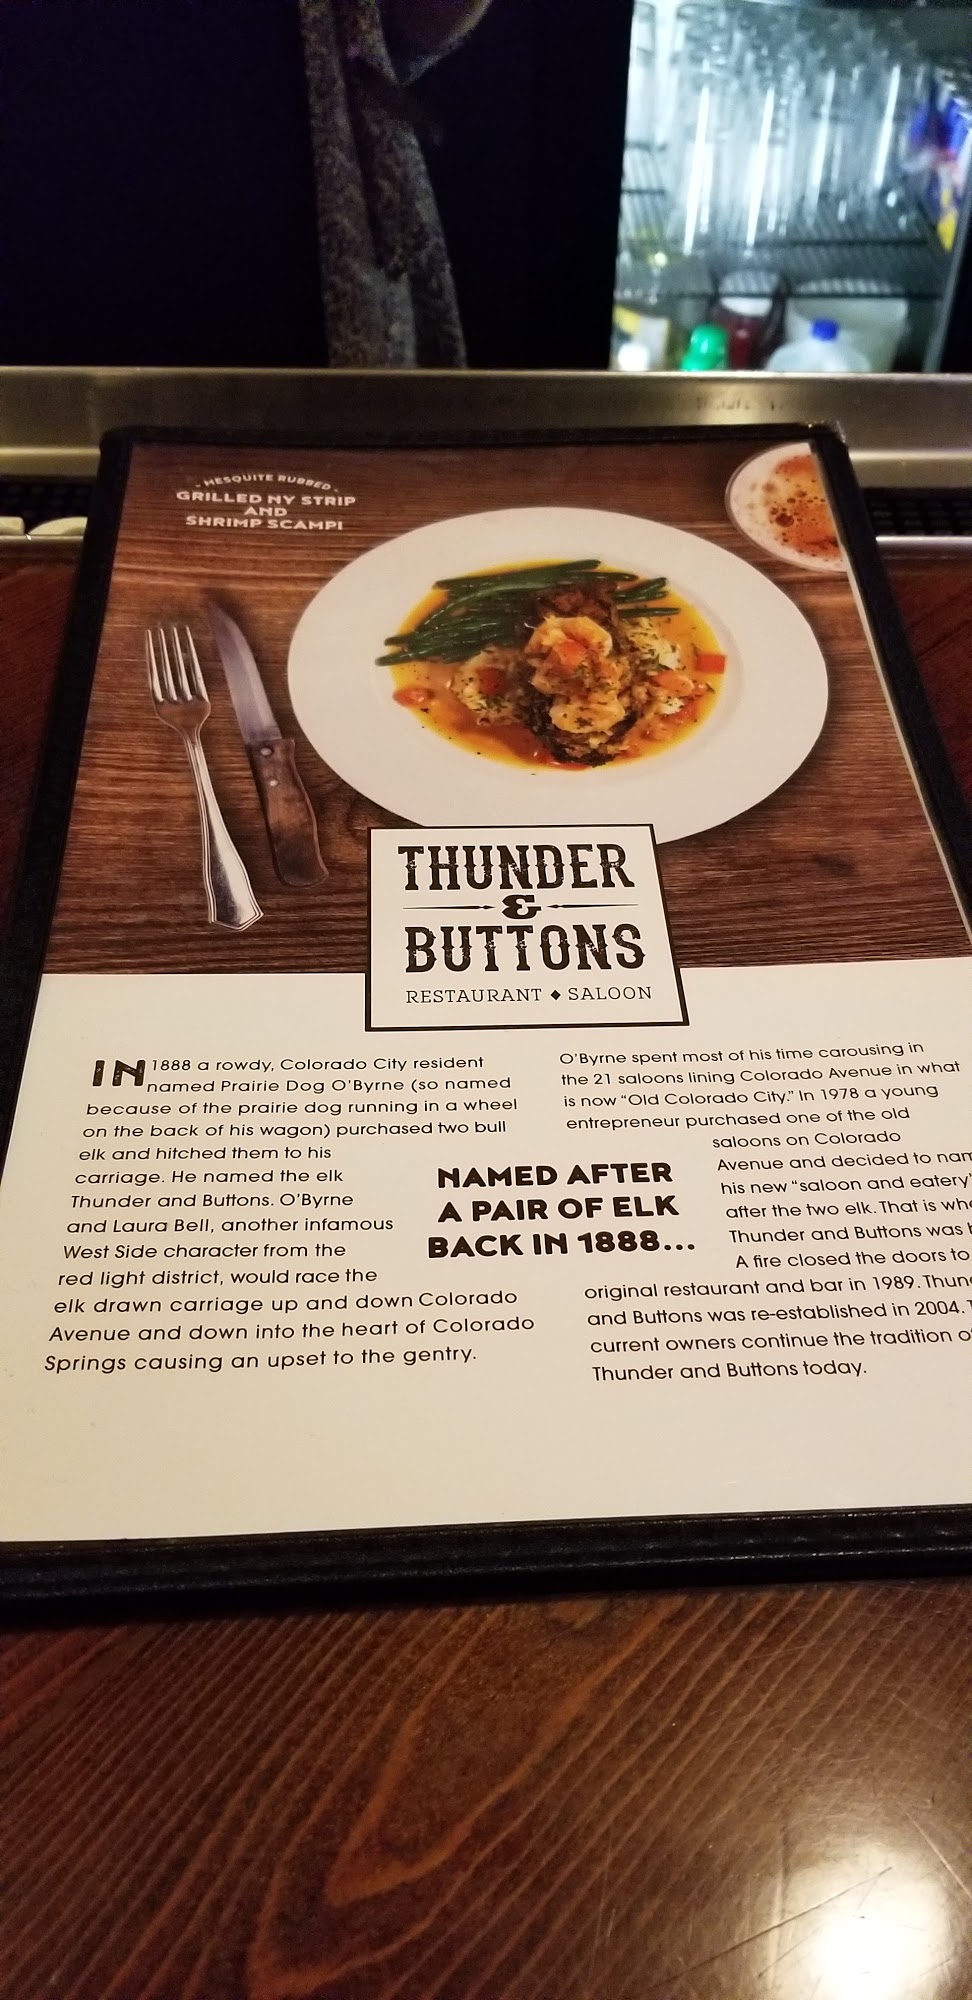 - MESQUITE RUBBED -
GRILLED NY STRIP
AND
SHRIMP SCAMPI
THUNDER
&
BUTTONS
RESTAURANT ◆ SALOON
IN 1888 a rowdy, Colorado City resident
named Prairie Dog O'Byrne (so named
because of the prairie dog running in a wheel
on the back of his wagon) purchased two bull
elk and hitched them to his
carriage. He named the elk
Thunder and Buttons. O'Byrne
and Laura Bell, another infamous
West Side character from the
red light district, would race the
elk drawn carriage up and down Colorado
Avenue and down into the heart of Colorado
Springs causing an upset to the gentry.
NAMED AFTER
A PAIR OF ELK
BACK IN 1888...
O'Byrne spent most of his time carousing in
the 21 saloons lining Colorado Avenue in what
is now "Old Colorado City." In 1978 a young
entrepreneur purchased one of the old
saloons on Colorado
Avenue and decided to
his new "saloon and eatery"
after the two elk. That is
Thunder and Buttons was
A fire closed the doors to
original restaurant and bar in 1989.
and Buttons was re-established in 2004.
current owners continue the tradition
Thunder and Buttons today.